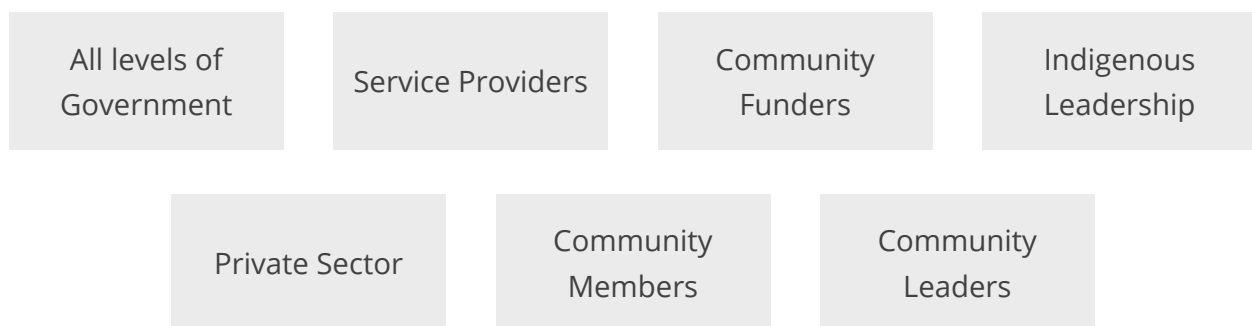 All levels of
Government
Service Providers
Community
Funders
Indigenous
Leadership
Private Sector
Community
Members
Community
Leaders